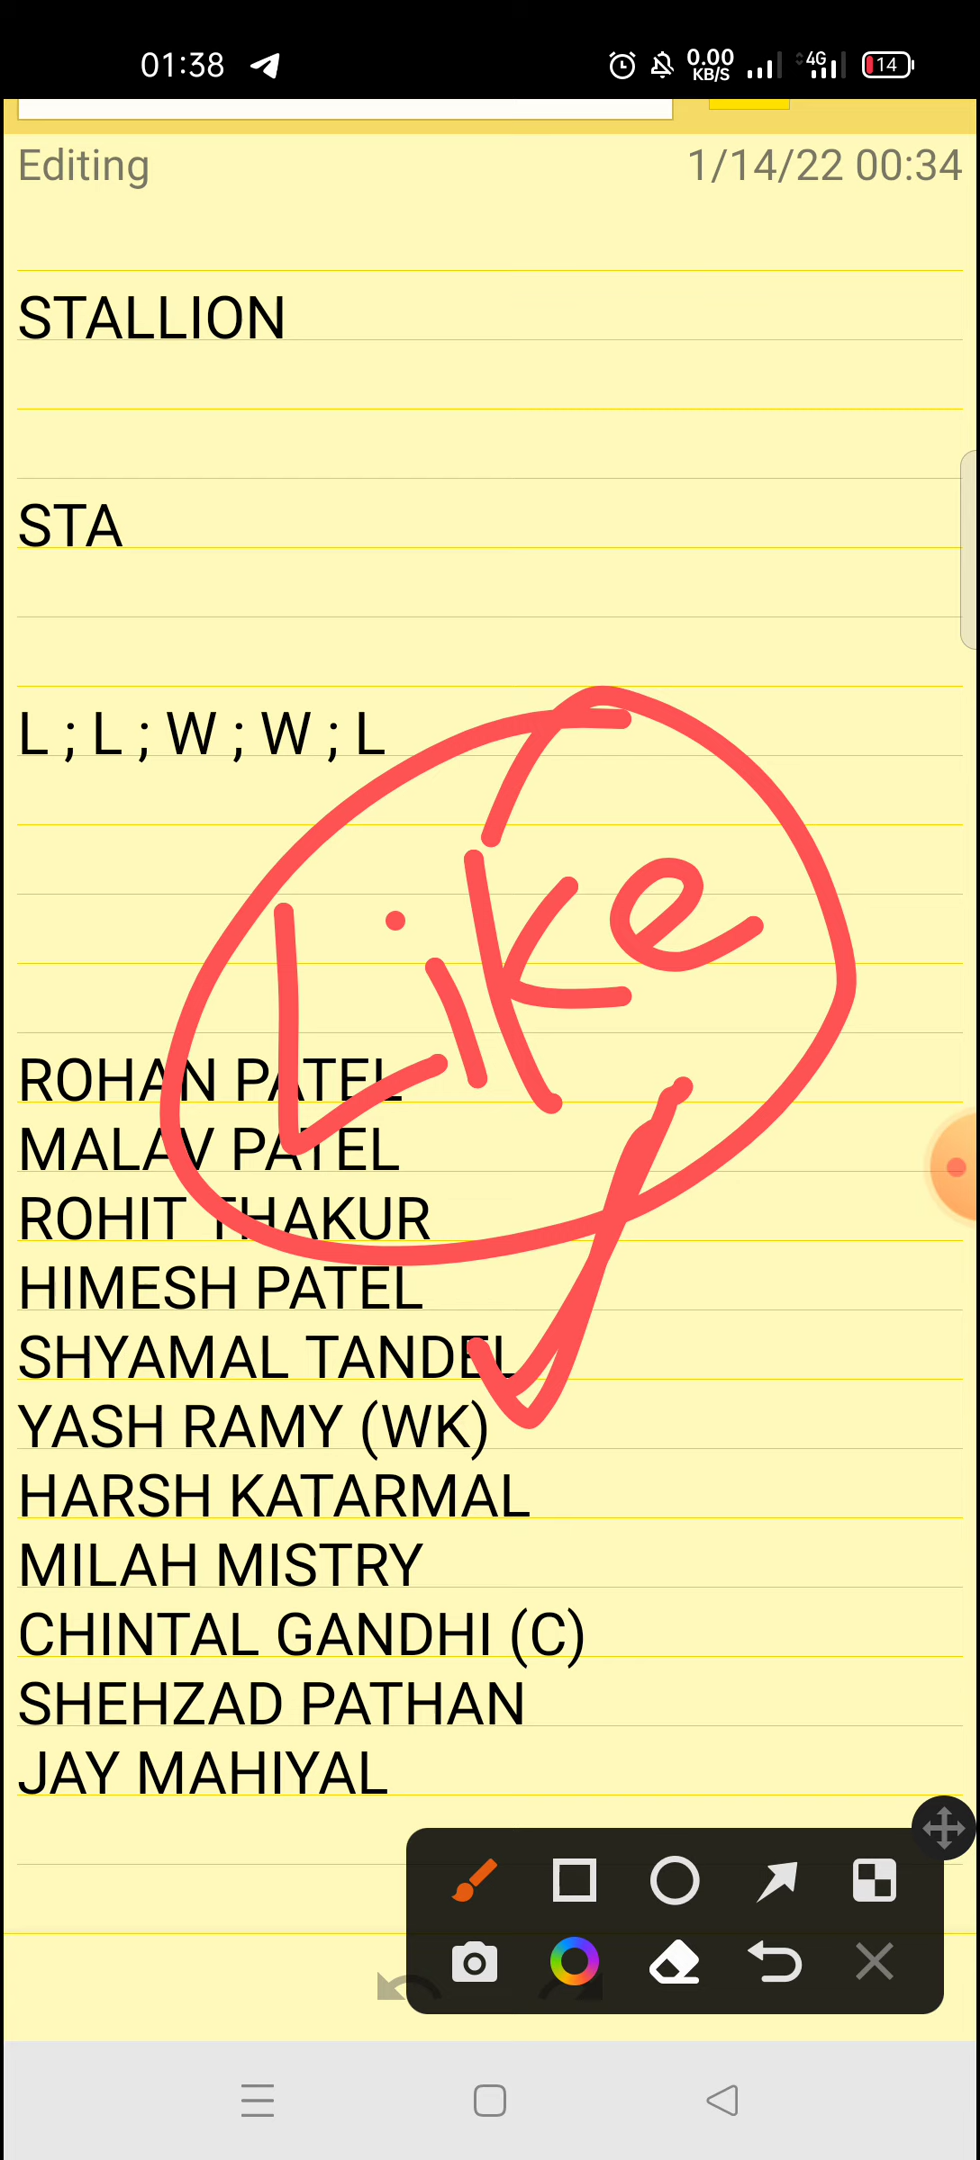 01:38 0.00 KB/S 4G 14
Editing 1/14/22 00:34
STALLION
STA
L ; L ; W ; W ; L
Like
ROHAN PATEL
MALAV PATEL
ROHIT THAKUR
HIMESH PATEL
SHYAMAL TANDEL
YASH RAMY (WK)
HARSH KATARMAL
MILAH MISTRY
CHINTAL GANDHI (C)
SHEHZAD PATHAN
JAY MAHIYAL